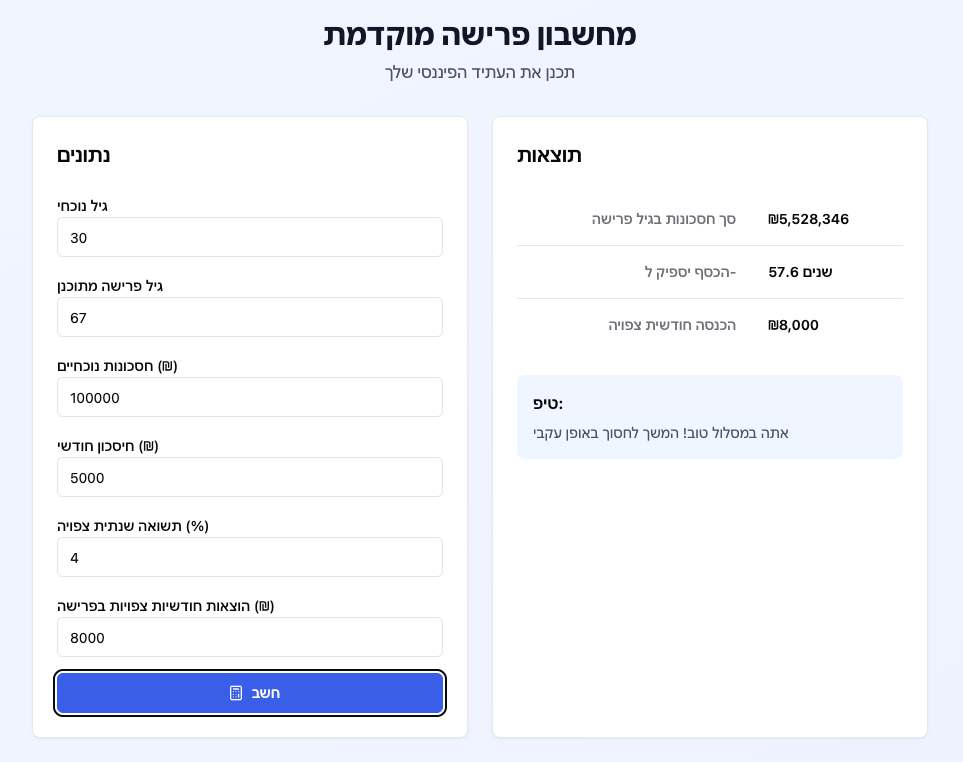 מחשבון פרישה מוקדמת
תכנן את העתיד הפיננסי שלך
נתונים
גיל נוכחי
30
גיל פרישה מתוכנן
67
חסכונות נוכחיים (₪)
100000
חיסכון חודשי (₪)
5000
תשואה שנתית צפויה (%)
4
הוצאות חודשיות צפויות בפרישה (₪)
8000
חשב
תוצאות
סך חסכונות בגיל פרישה ₪5,528,346
הכסף יספיק ל- 57.6 שנים
הכנסה חודשית צפויה ₪8,000
טיפ:
אתה במסלול טוב! המשך לחסוך באופן עקבי